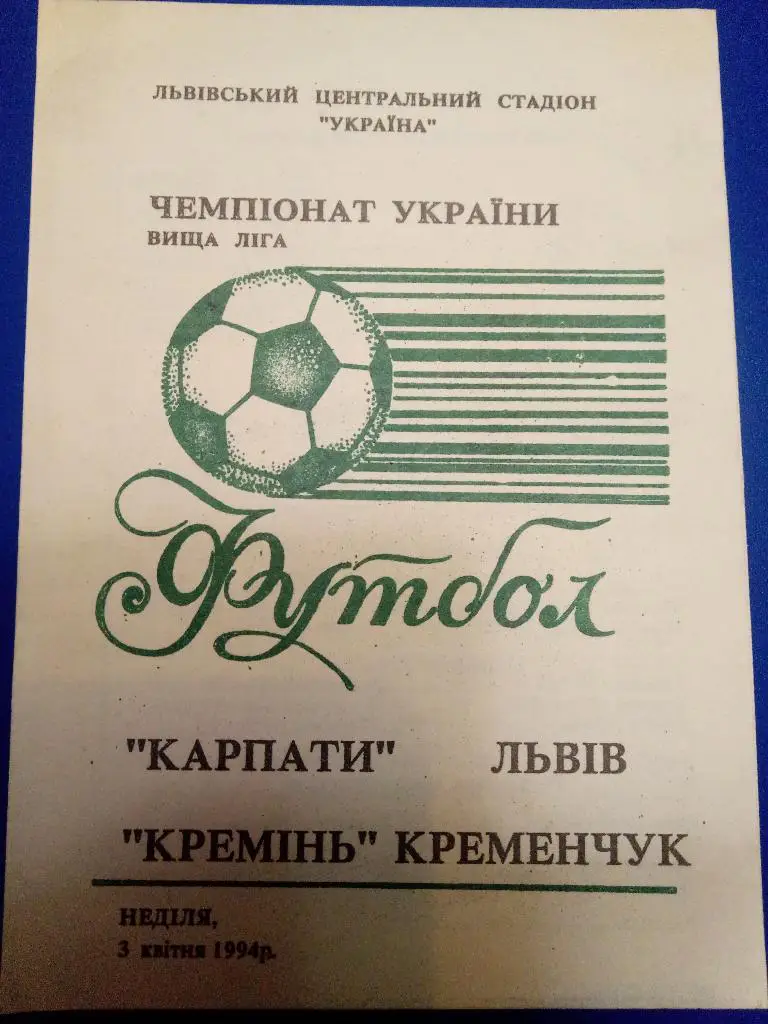 ЛЬВІВСЬКИЙ ЦЕНТРАЛЬНИЙ СТАДІОН
"УКРАЇНА"
ЧЕМПІОНАТ УКРАЇНИ
ВИЩА ЛІГА
Футбол
"КАРПАТИ" ЛЬВІВ
"КРЕМІНЬ" КРЕМЕНЧУК
НЕДІЛЯ,
3 квітня 1994р.